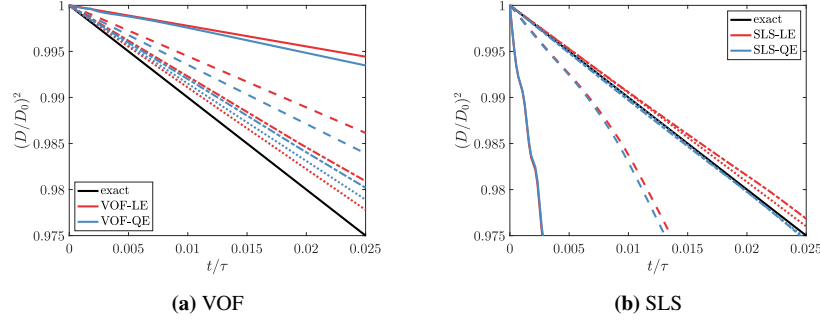 1
0.995
0.99
0.985
0.98
0.975
(D/D₀)²
exact
VOF-LE
VOF-QE
0 0.005 0.01 0.015 0.02 0.025
t/τ
(a) VOF
1
0.995
0.99
0.985
0.98
0.975
(D/D₀)²
exact
SLS-LE
SLS-QE
0 0.005 0.01 0.015 0.02 0.025
t/τ
(b) SLS